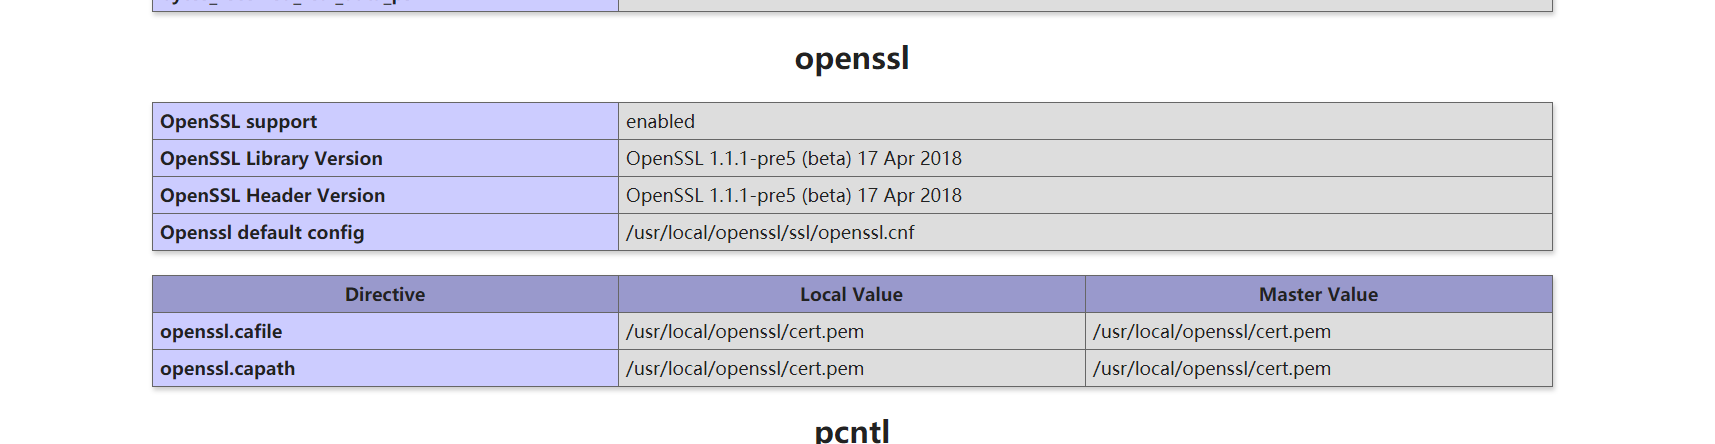 openssl
OpenSSL support enabled
OpenSSL Library Version OpenSSL 1.1.1-pre5 (beta) 17 Apr 2018
OpenSSL Header Version OpenSSL 1.1.1-pre5 (beta) 17 Apr 2018
Openssl default config /usr/local/openssl/ssl/openssl.cnf
Directive Local Value Master Value
openssl.cafile /usr/local/openssl/cert.pem /usr/local/openssl/cert.pem
openssl.capath /usr/local/openssl/cert.pem /usr/local/openssl/cert.pem
pcntl